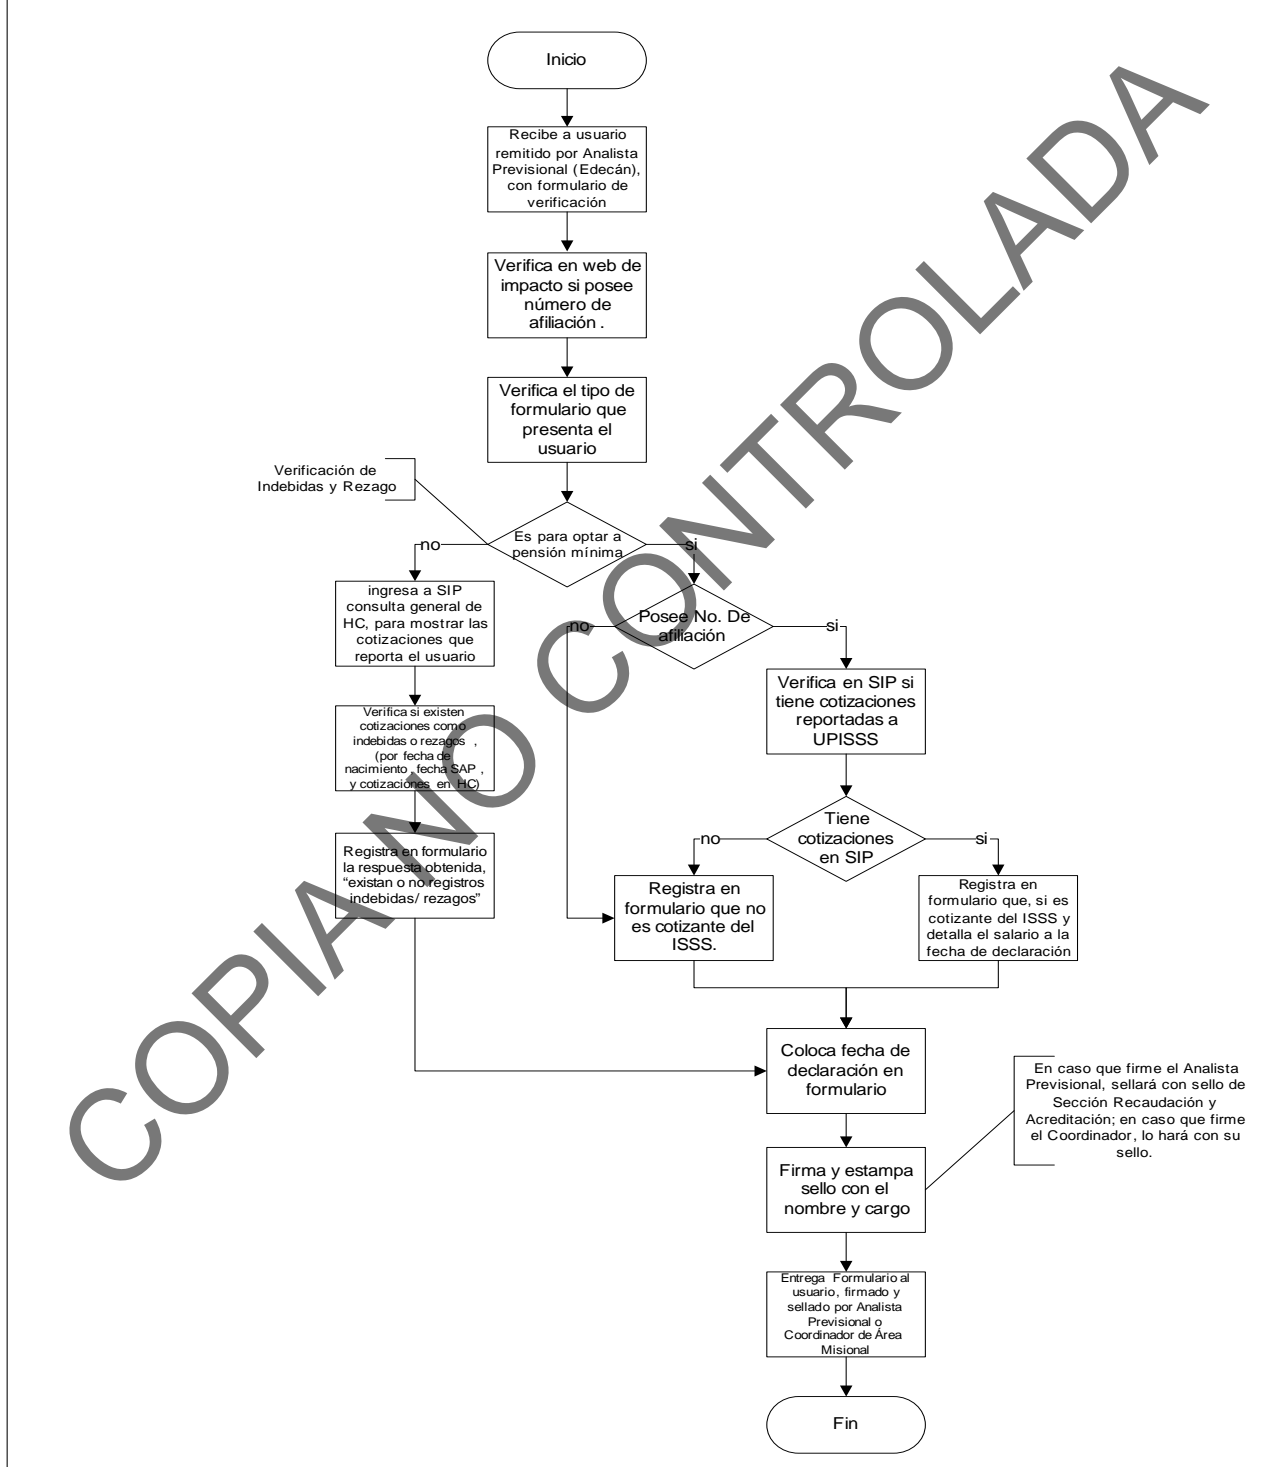 Inicio
Recibe a usuario
remitido por Analista
Previsional (Edecán),
con formulario de
verificación
Verifica en web de
impacto si posee
número de
afiliación .
Verifica el tipo de
formulario que
presenta el
usuario
Verificación de
Indebidas y Rezago
Es para optar a
pensión mínima
no
si
ingresa a SIP
consulta general de
HC, para mostrar las
cotizaciones que
reporta el usuario
Posee No. De
afiliación
no
si
Verifica si existen
cotizaciones como
indebidas o rezagos ,
(por fecha de
nacimiento, fecha SAP ,
y cotizaciones en HC)
Verifica en SIP si
tiene cotizaciones
reportadas a
UPISSS
Tiene
cotizaciones
en SIP
no
si
Registra en formulario
la respuesta obtenida,
“existan o no registros
indebidas/ rezagos”
Registra en
formulario que no
es cotizante del
ISSS.
Registra en
formulario que, si es
cotizante del ISSS y
detalla el salario a la
fecha de declaración
Coloca fecha de
declaración en
formulario
En caso que firme el Analista
Previsional, sellará con sello de
Sección Recaudación y
Acreditación; en caso que firme
el Coordinador, lo hará con su
sello.
Firma y estampa
sello con el
nombre y cargo
Entrega Formulario al
usuario, firmado y
sellado por Analista
Previsional o
Coordinador de Área
Misional
Fin
COPIA NO CONTROLADA